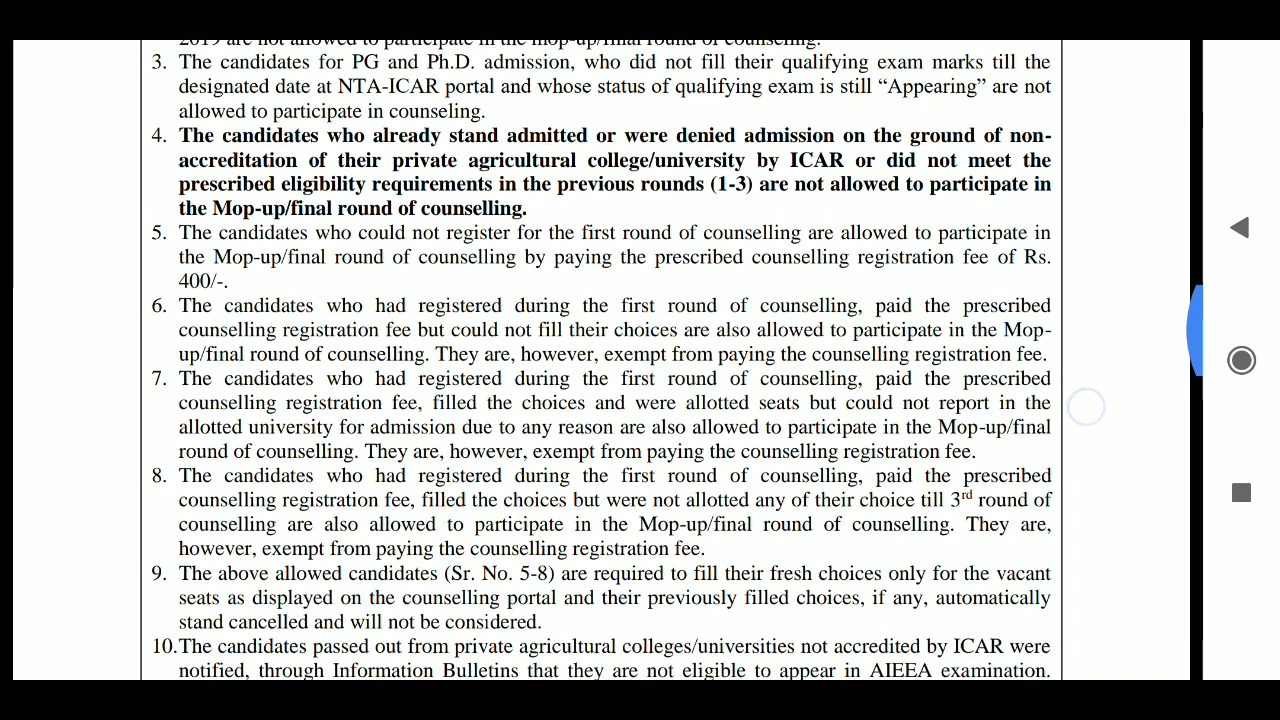 2019 are not allowed to participate in the mop-up/final round of counseling.
3. The candidates for PG and Ph.D. admission, who did not fill their qualifying exam marks till the
designated date at NTA-ICAR portal and whose status of qualifying exam is still “Appearing” are not
allowed to participate in counseling.
4. The candidates who already stand admitted or were denied admission on the ground of non-
accreditation of their private agricultural college/university by ICAR or did not meet the
prescribed eligibility requirements in the previous rounds (1-3) are not allowed to participate in
the Mop-up/final round of counselling.
5. The candidates who could not register for the first round of counselling are allowed to participate in
the Mop-up/final round of counselling by paying the prescribed counselling registration fee of Rs.
400/-.
6. The candidates who had registered during the first round of counselling, paid the prescribed
counselling registration fee but could not fill their choices are also allowed to participate in the Mop-
up/final round of counselling. They are, however, exempt from paying the counselling registration fee.
7. The candidates who had registered during the first round of counselling, paid the prescribed
counselling registration fee, filled the choices and were allotted seats but could not report in the
allotted university for admission due to any reason are also allowed to participate in the Mop-up/final
round of counselling. They are, however, exempt from paying the counselling registration fee.
8. The candidates who had registered during the first round of counselling, paid the prescribed
counselling registration fee, filled the choices but were not allotted any of their choice till 3rd round of
counselling are also allowed to participate in the Mop-up/final round of counselling. They are,
however, exempt from paying the counselling registration fee.
9. The above allowed candidates (Sr. No. 5-8) are required to fill their fresh choices only for the vacant
seats as displayed on the counselling portal and their previously filled choices, if any, automatically
stand cancelled and will not be considered.
10.The candidates passed out from private agricultural colleges/universities not accredited by ICAR were
notified, through Information Bulletins that they are not eligible to appear in AIEEA examination.